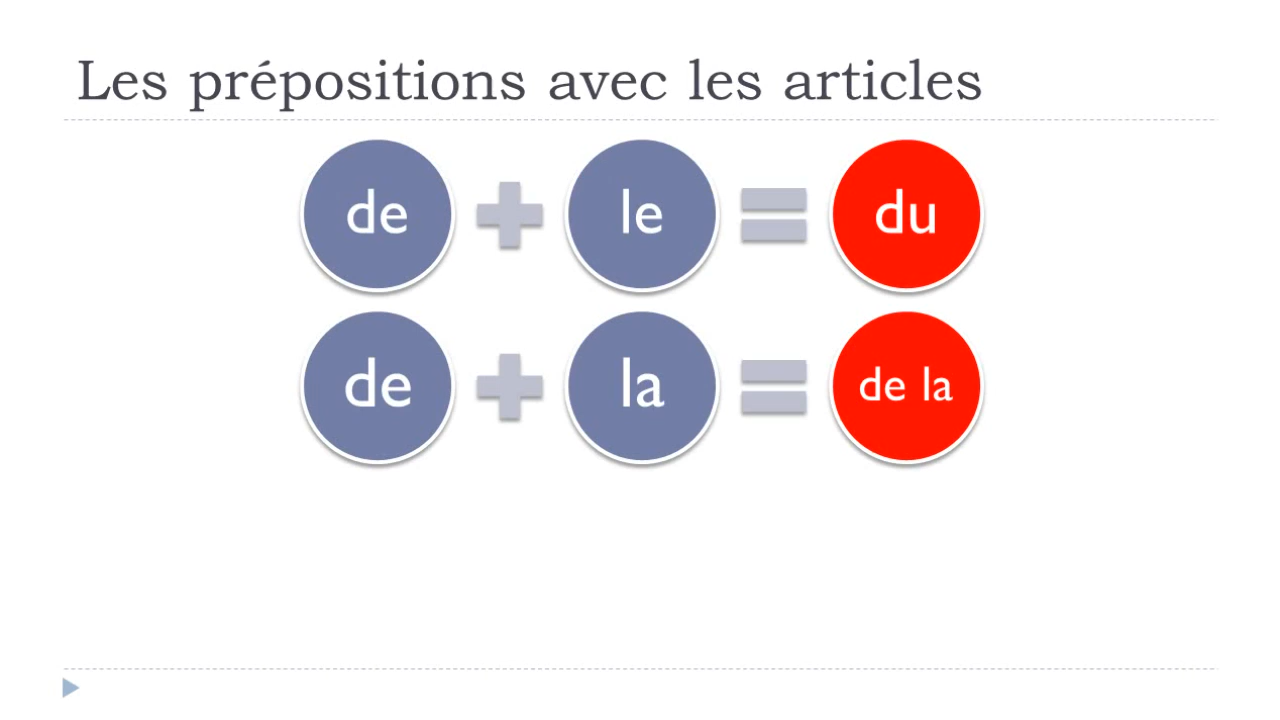 Les prépositions avec les articles
de + le = du
de + la = de la